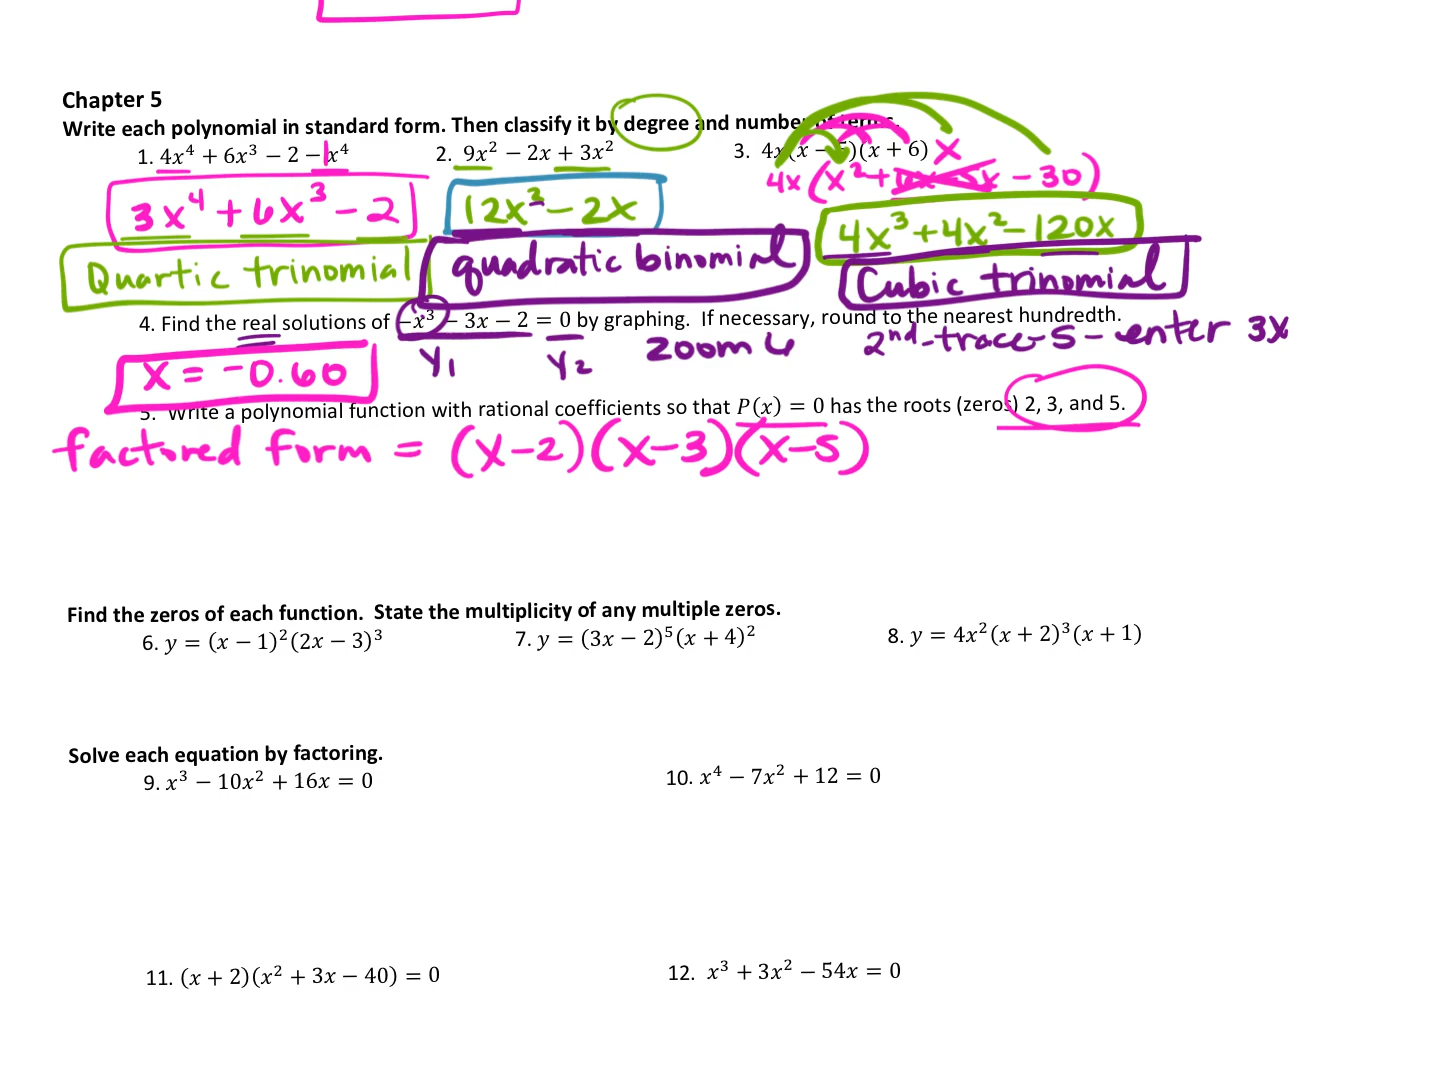 Chapter 5
Write each polynomial in standard form. Then classify it by degree and number of terms.
1. 4x⁴ + 6x³ − 2 − 1x⁴
2. 9x² − 2x + 3x²
3. 4x(x − )(x + 6) x
4x(x² + 6x − 5x − 30)
3x⁴ + 6x³ − 2
12x² − 2x
4x³ + 4x² − 120x
Quartic trinomial
quadratic binomial
Cubic trinomial
4. Find the real solutions of −x³ − 3x − 2 = 0 by graphing. If necessary, round to the nearest hundredth.
x = −0.60
Y1
Y2
zoom 6
2nd-trace-5-enter 3x
5. Write a polynomial function with rational coefficients so that P(x) = 0 has the roots (zeros) 2, 3, and 5.
factored form = (x−2)(x−3)(x−5)
Find the zeros of each function. State the multiplicity of any multiple zeros.
6. y = (x − 1)²(2x − 3)³
7. y = (3x − 2)⁵(x + 4)²
8. y = 4x²(x + 2)³(x + 1)
Solve each equation by factoring.
9. x³ − 10x² + 16x = 0
10. x⁴ − 7x² + 12 = 0
11. (x + 2)(x² + 3x − 40) = 0
12. x³ + 3x² − 54x = 0